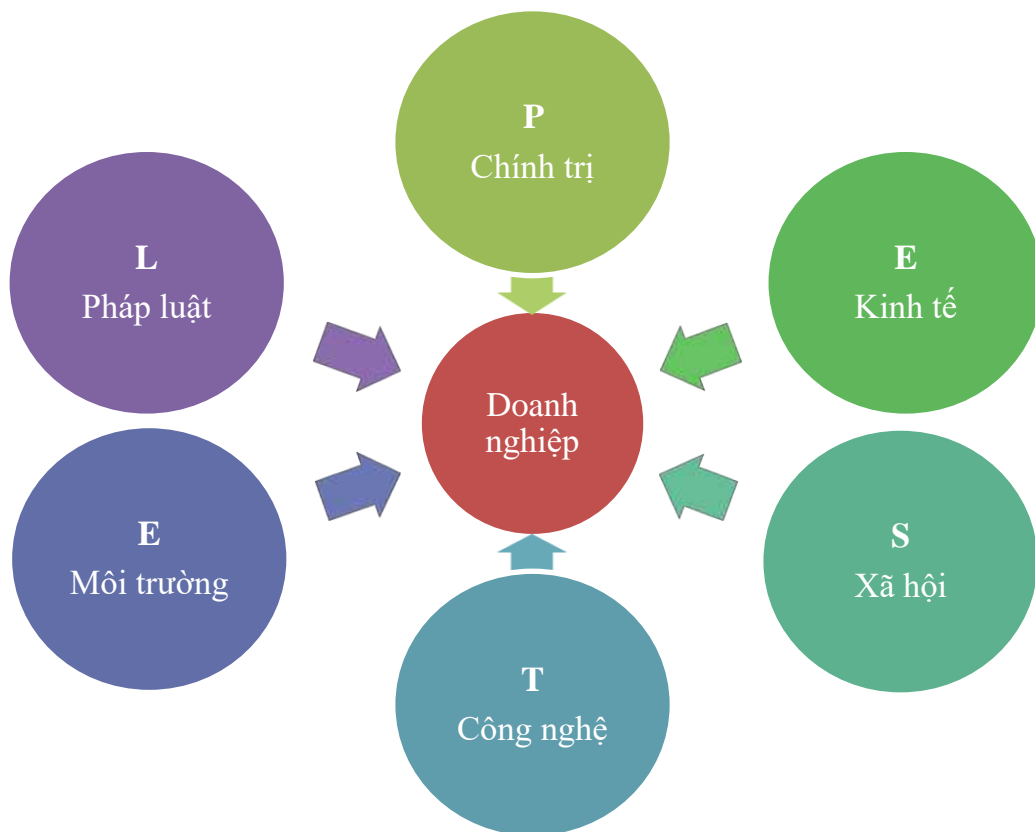 P
Chính trị
L
Pháp luật
E
Kinh tế
Doanh
nghiệp
E
Môi trường
S
Xã hội
T
Công nghệ